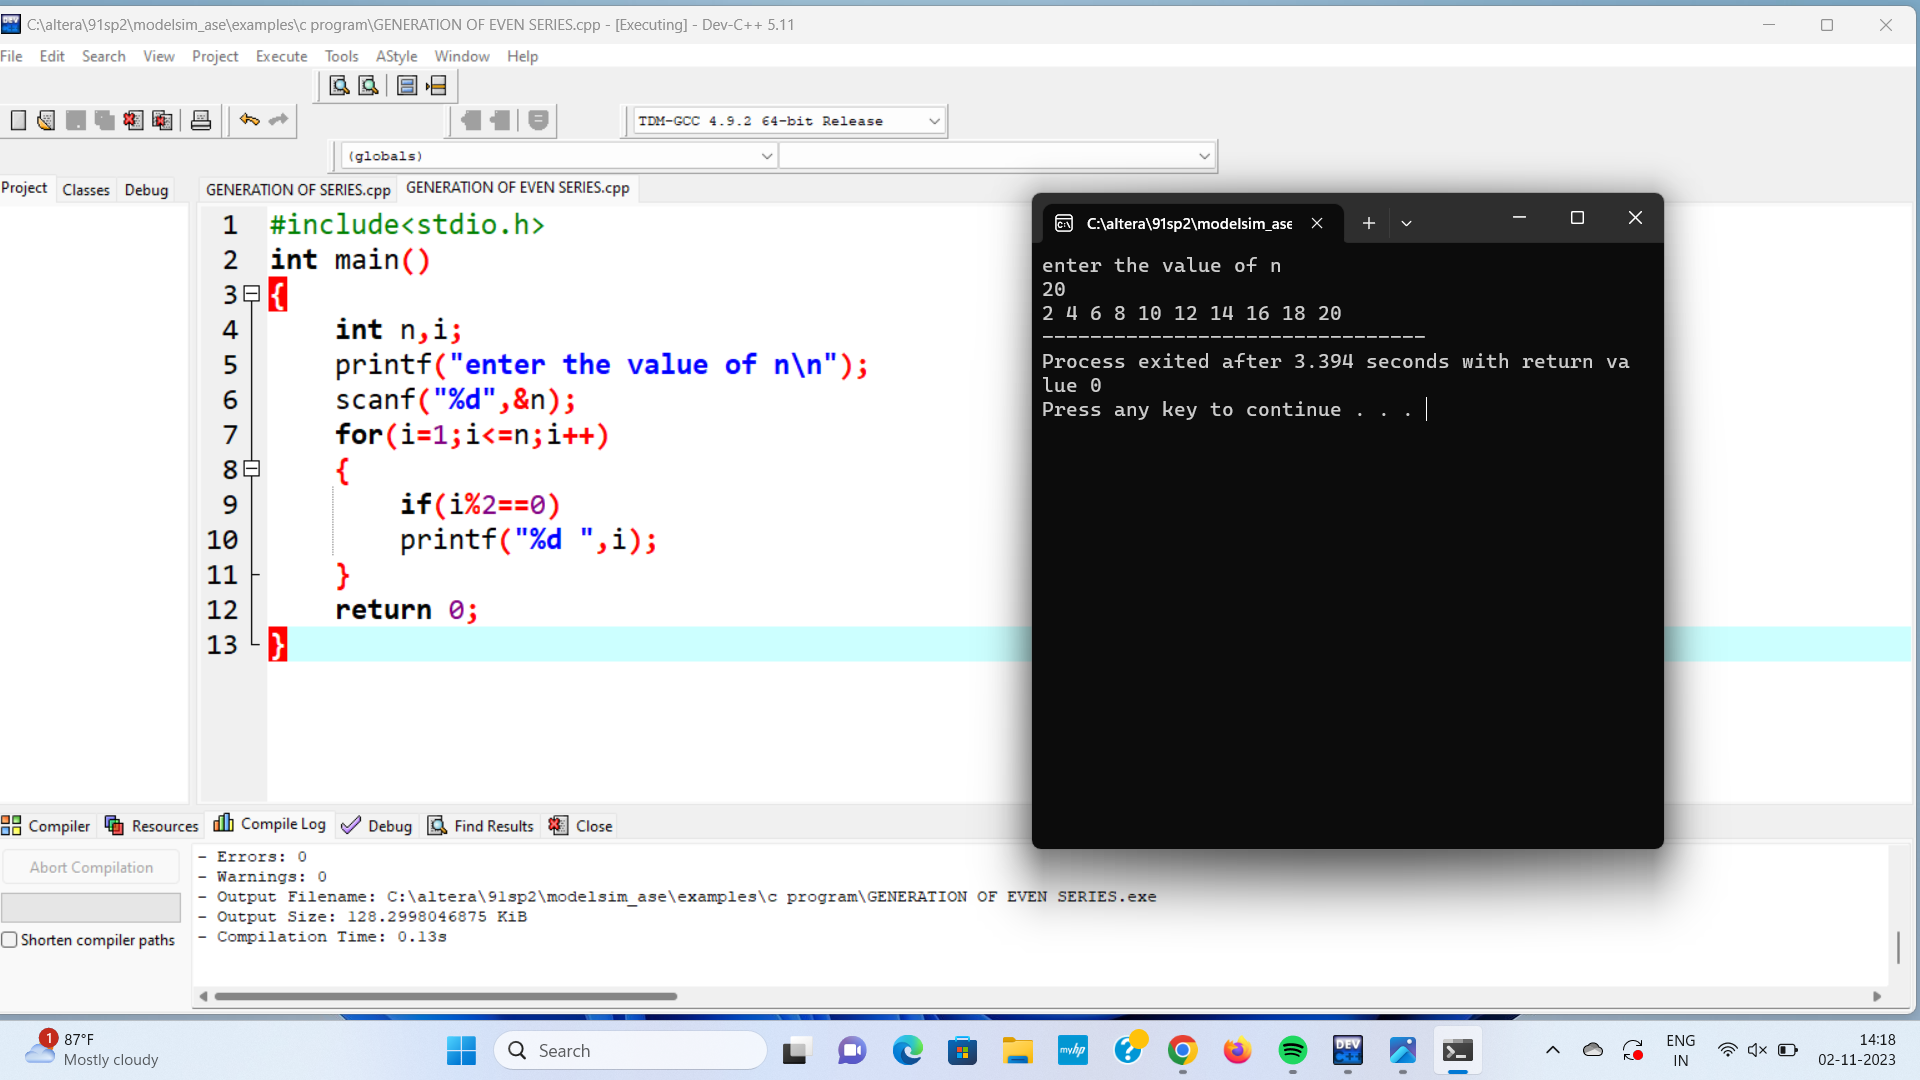 C:\altera\91sp2\modelsim_ase\examples\c program\GENERATION OF EVEN SERIES.cpp - [Executing] - Dev-C++ 5.11
File Edit Search View Project Execute Tools AStyle Window Help
TDM-GCC 4.9.2 64-bit Release
(globals)
Project Classes Debug
GENERATION OF SERIES.cpp GENERATION OF EVEN SERIES.cpp
1 #include<stdio.h>
2 int main()
3 {
4 int n,i;
5 printf("enter the value of n\n");
6 scanf("%d",&n);
7 for(i=1;i<=n;i++)
8 {
9 if(i%2==0)
10 printf("%d ",i);
11 }
12 return 0;
13 }
C:\altera\91sp2\modelsim_ase
enter the value of n
20
2 4 6 8 10 12 14 16 18 20
--------------------------------
Process exited after 3.394 seconds with return va
lue 0
Press any key to continue . . .
Compiler Resources Compile Log Debug Find Results Close
Abort Compilation
Shorten compiler paths
- Errors: 0
- Warnings: 0
- Output Filename: C:\altera\91sp2\modelsim_ase\examples\c program\GENERATION OF EVEN SERIES.exe
- Output Size: 128.2998046875 KiB
- Compilation Time: 0.13s
1
87°F
Mostly cloudy
Search
myhp
DEV
C++
ENG
IN
14:18
02-11-2023